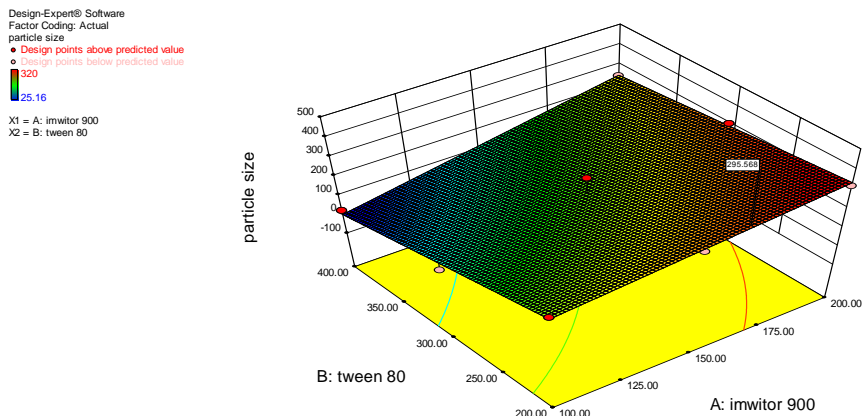 Design-Expert® Software
Factor Coding: Actual
particle size
Design points above predicted value
Design points below predicted value
320
25.16
X1 = A: imwitor 900
X2 = B: tween 80
particle size
500
400
300
200
100
0
-100
295.568
400.00
350.00
300.00
250.00
200.00
B: tween 80
100.00
125.00
150.00
175.00
200.00
A: imwitor 900